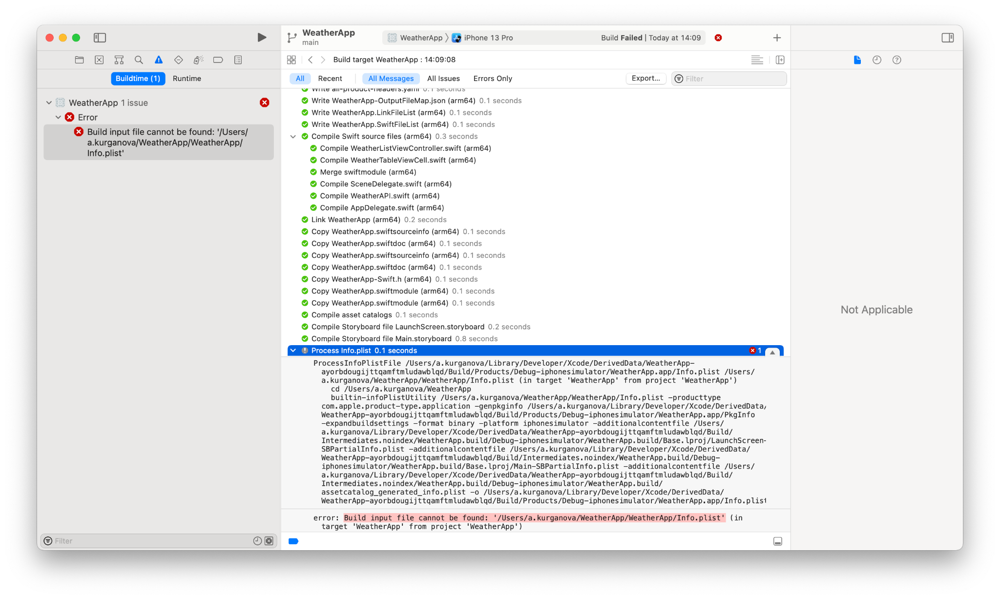 WeatherApp
main
WeatherApp
iPhone 13 Pro
Build Failed | Today at 14:09
Build target WeatherApp : 14:09:08
Buildtime (1)
Runtime
All
Recent
All Messages
All Issues
Errors Only
Export...
Filter
WeatherApp 1 issue
Error
Build input file cannot be found: '/Users/
a.kurganova/WeatherApp/WeatherApp/
Info.plist'
Filter
Write all-product-headers.yaml 0.1 seconds
Write WeatherApp-OutputFileMap.json (arm64) 0.1 seconds
Write WeatherApp.LinkFileList (arm64) 0.1 seconds
Write WeatherApp.SwiftFileList (arm64) 0.1 seconds
Compile Swift source files (arm64) 0.3 seconds
Compile WeatherListViewController.swift (arm64)
Compile WeatherTableViewCell.swift (arm64)
Merge swiftmodule (arm64)
Compile SceneDelegate.swift (arm64)
Compile WeatherAPI.swift (arm64)
Compile AppDelegate.swift (arm64)
Link WeatherApp (arm64) 0.2 seconds
Copy WeatherApp.swiftsourceinfo (arm64) 0.1 seconds
Copy WeatherApp.swiftdoc (arm64) 0.1 seconds
Copy WeatherApp.swiftsourceinfo (arm64) 0.1 seconds
Copy WeatherApp.swiftdoc (arm64) 0.1 seconds
Copy WeatherApp-Swift.h (arm64) 0.1 seconds
Copy WeatherApp.swiftmodule (arm64) 0.1 seconds
Copy WeatherApp.swiftmodule (arm64) 0.1 seconds
Compile asset catalogs 0.1 seconds
Compile Storyboard file LaunchScreen.storyboard 0.2 seconds
Compile Storyboard file Main.storyboard 0.8 seconds
Process Info.plist 0.1 seconds
1
ProcessInfoPlistFile /Users/a.kurganova/Library/Developer/Xcode/DerivedData/WeatherApp-
ayorbdougijttqamftmludawblqd/Build/Products/Debug-iphonesimulator/WeatherApp.app/Info.plist /Users/
a.kurganova/WeatherApp/WeatherApp/Info.plist (in target 'WeatherApp' from project 'WeatherApp')
cd /Users/a.kurganova/WeatherApp
builtin-infoPlistUtility /Users/a.kurganova/WeatherApp/WeatherApp/Info.plist -producttype
com.apple.product-type.application -genpkginfo /Users/a.kurganova/Library/Developer/Xcode/DerivedData/
WeatherApp-ayorbdougijttqamftmludawblqd/Build/Products/Debug-iphonesimulator/WeatherApp.app/PkgInfo
-expandbuildsettings -format binary -platform iphonesimulator -additionalcontentfile /Users/
a.kurganova/Library/Developer/Xcode/DerivedData/WeatherApp-ayorbdougijttqamftmludawblqd/Build/
Intermediates.noindex/WeatherApp.build/Debug-iphonesimulator/WeatherApp.build/Base.lproj/LaunchScreen-
SBPartialInfo.plist -additionalcontentfile /Users/a.kurganova/Library/Developer/Xcode/DerivedData/
WeatherApp-ayorbdougijttqamftmludawblqd/Build/Intermediates.noindex/WeatherApp.build/Debug-
iphonesimulator/WeatherApp.build/Base.lproj/Main-SBPartialInfo.plist -additionalcontentfile /Users/
a.kurganova/Library/Developer/Xcode/DerivedData/WeatherApp-ayorbdougijttqamftmludawblqd/Build/
Intermediates.noindex/WeatherApp.build/Debug-iphonesimulator/WeatherApp.build/
assetcatalog_generated_info.plist -o /Users/a.kurganova/Library/Developer/Xcode/DerivedData/
WeatherApp-ayorbdougijttqamftmludawblqd/Build/Products/Debug-iphonesimulator/WeatherApp.app/Info.plist
error: Build input file cannot be found: '/Users/a.kurganova/WeatherApp/WeatherApp/Info.plist' (in
target 'WeatherApp' from project 'WeatherApp')
Not Applicable